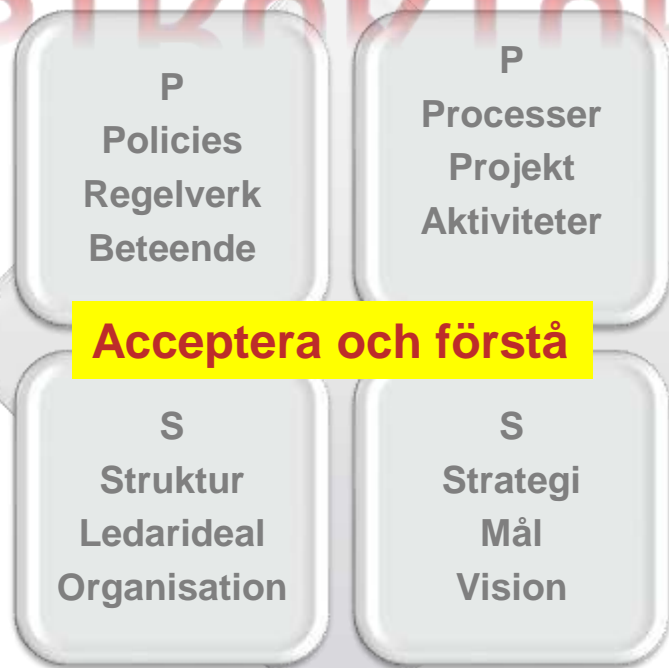 P
Policies
Regelverk
Beteende
P
Processer
Projekt
Aktiviteter
Acceptera och förstå
S
Struktur
Ledarideal
Organisation
S
Strategi
Mål
Vision